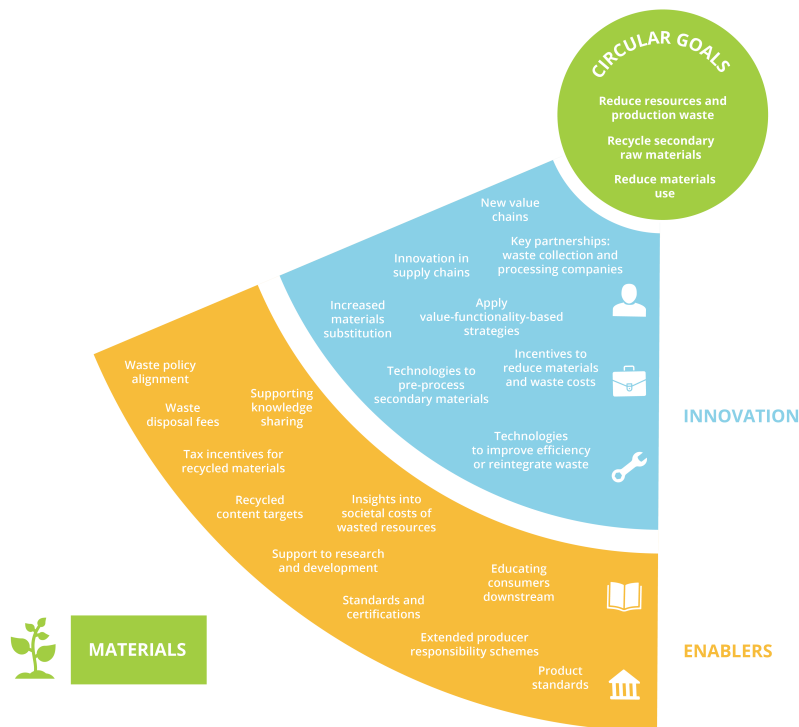 CIRCULAR GOALS
Reduce resources and
production waste
Recycle secondary
raw materials
Reduce materials
use
New value
chains
Key partnerships:
waste collection and
processing companies
Innovation in
supply chains
Increased
materials
substitution
Apply
value-functionality-based
strategies
Incentives to
reduce materials
and waste costs
Technologies to
pre-process
secondary materials
Technologies
to improve efficiency
or reintegrate waste
INNOVATION
Waste policy
alignment
Supporting
knowledge
sharing
Waste
disposal fees
Tax incentives for
recycled materials
Recycled
content targets
Insights into
societal costs of
wasted resources
Support to research
and development
Educating
consumers
downstream
Standards and
certifications
Extended producer
responsibility schemes
Product
standards
ENABLERS
MATERIALS